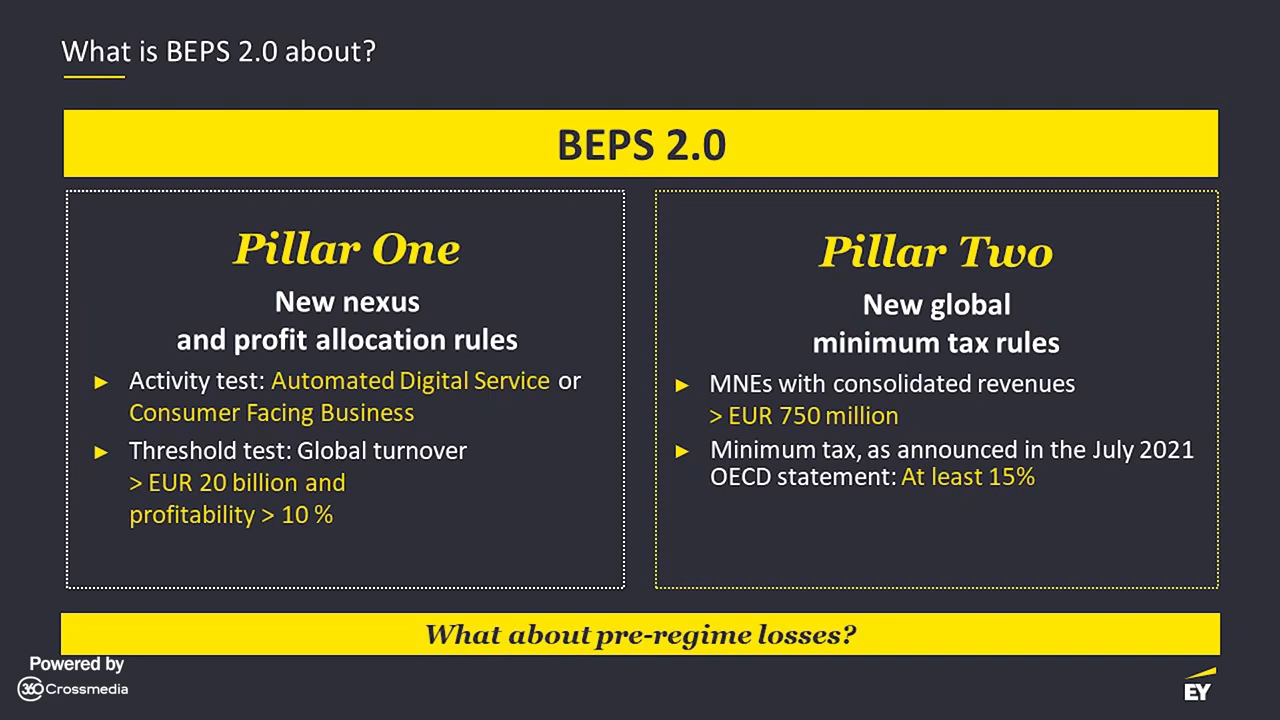 What is BEPS 2.0 about?
BEPS 2.0
Pillar One
New nexus
and profit allocation rules
► Activity test: Automated Digital Service or
Consumer Facing Business
► Threshold test: Global turnover
> EUR 20 billion and
profitability > 10 %
Pillar Two
New global
minimum tax rules
► MNEs with consolidated revenues
> EUR 750 million
► Minimum tax, as announced in the July 2021
OECD statement: At least 15%
What about pre-regime losses?
Powered by
360 Crossmedia
EY